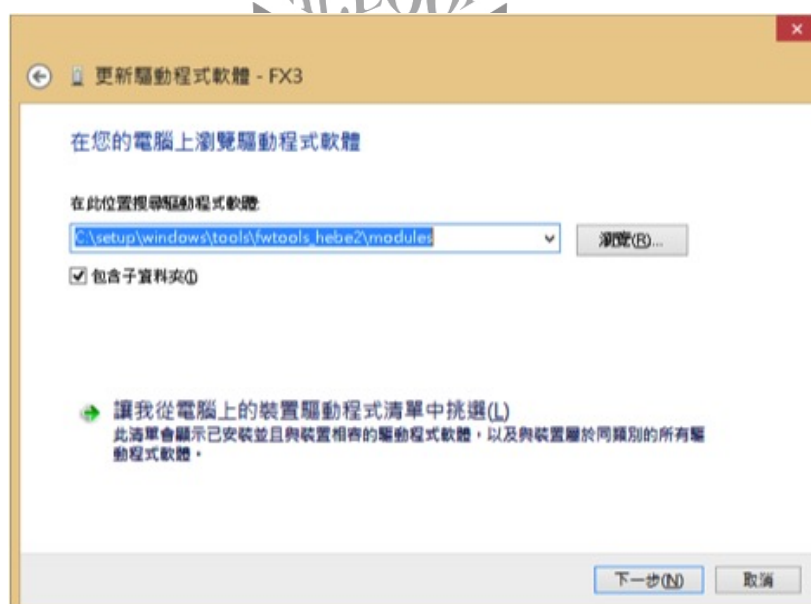 更新驅動程式軟體 - FX3
在您的電腦上瀏覽驅動程式軟體
在此位置搜尋驅動程式軟體:
C:\setup\windows\tools\fwtools_hebe2\modules
瀏覽(R)...
包含子資料夾(I)
讓我從電腦上的裝置驅動程式清單中挑選(L)
此清單會顯示已安裝並且與裝置相容的驅動程式軟體，以及與裝置屬於同類別的所有驅
動程式軟體。
下一步(N)
取消